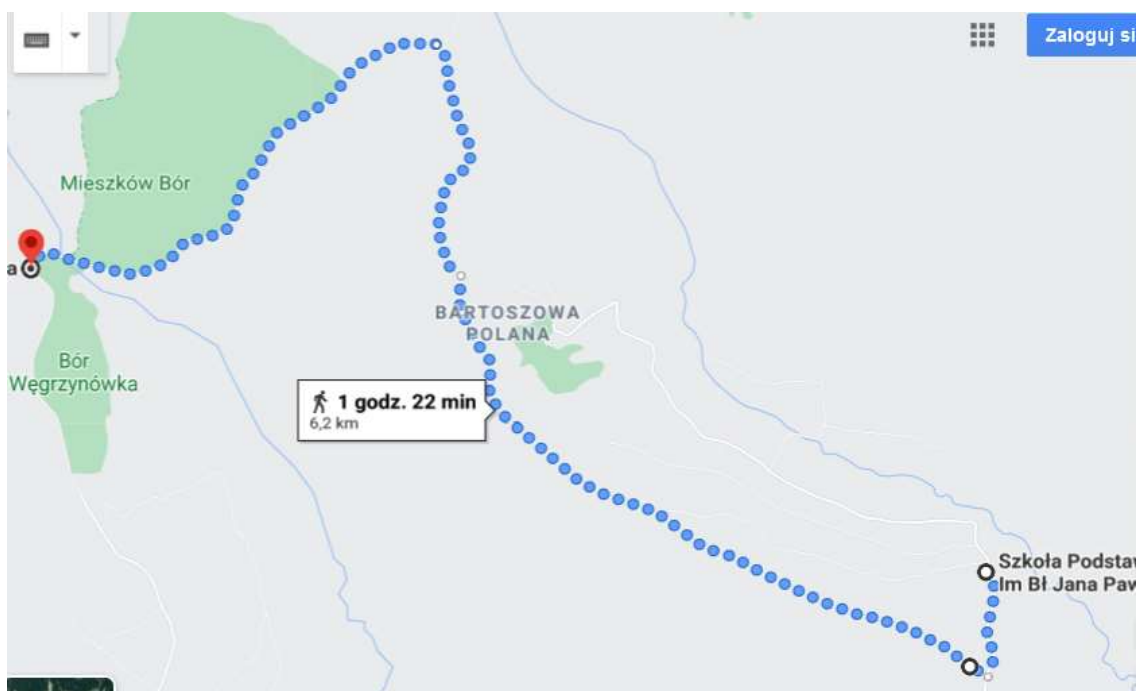 Zaloguj si
Mieszków Bór
a
BARTOSZOWA
POLANA
Bór
Węgrzynówka
1 godz. 22 min
6,2 km
Szkoła Podstaw
Im Bł Jana Paw